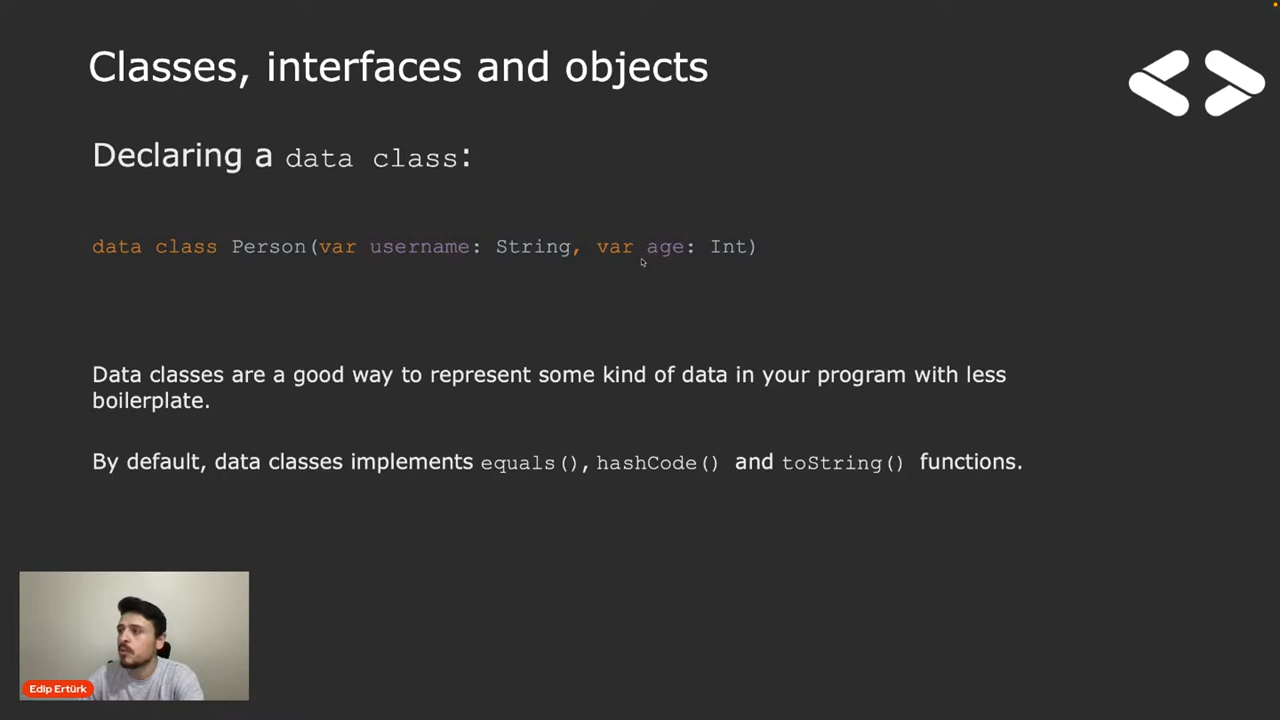 Classes, interfaces and objects
Declaring a data class:
data class Person(var username: String, var age: Int)
Data classes are a good way to represent some kind of data in your program with less
boilerplate.
By default, data classes implements equals(), hashCode() and toString() functions.
Edip Ertürk